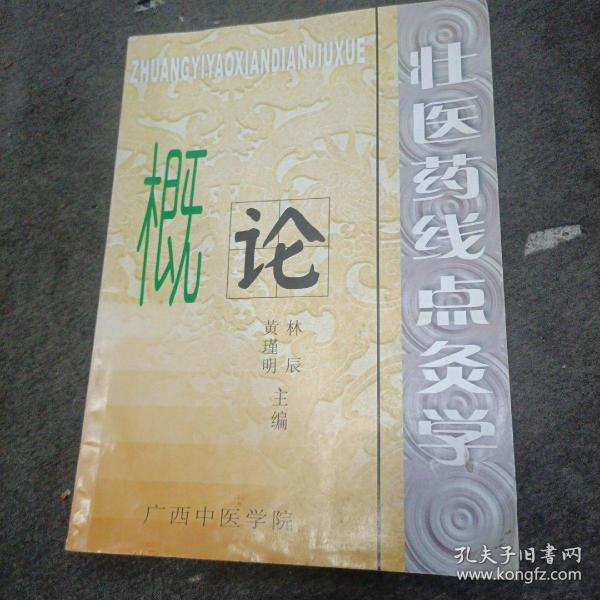 ZHUANGYIYAOXIANDIANJIUXUE
壮医药线点灸学
概论
林辰
黄瑾明
主编
广西中医学院
孔夫子旧书网
www.kongfz.com